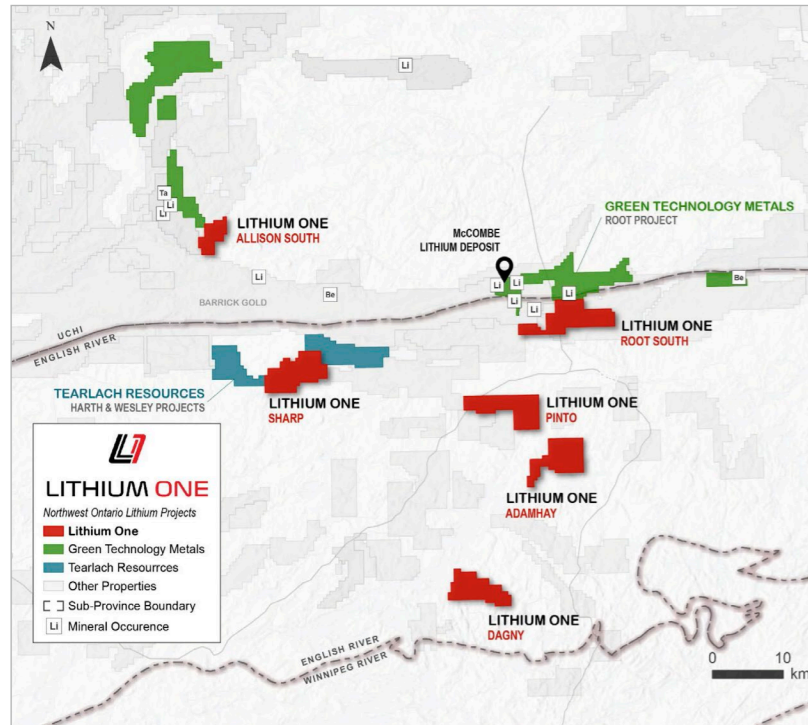 N
Li
Ta
Li
Li
LITHIUM ONE
ALLISON SOUTH
GREEN TECHNOLOGY METALS
ROOT PROJECT
McCOMBE
LITHIUM DEPOSIT
Li
Be
Li
Li
Li
Li
Li
Be
BARRICK GOLD
UCHI
ENGLISH RIVER
LITHIUM ONE
ROOT SOUTH
TEARLACH RESOURCES
HARTH & WESLEY PROJECTS
LITHIUM ONE
SHARP
LITHIUM ONE
PINTO
LITHIUM ONE
ADAMHAY
LITHIUM ONE
DAGNY
ENGLISH RIVER
WINNIPEG RIVER
LITHIUM ONE
Northwest Ontario Lithium Projects
Lithium One
Green Technology Metals
Tearlach Resourrces
Other Properties
Sub-Province Boundary
Li Mineral Occurence
0 10
km